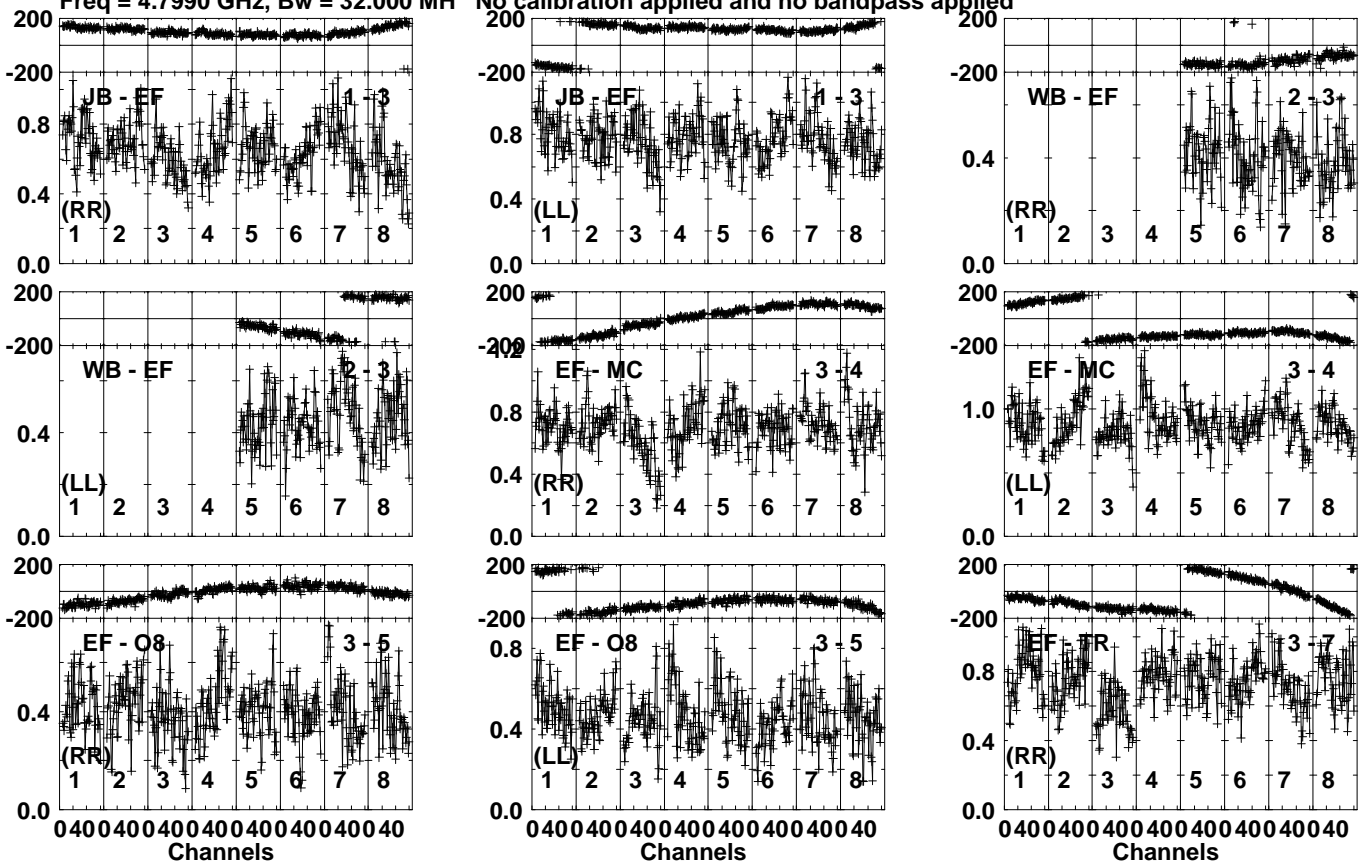 Freq = 4.7990 GHz, Bw = 32.000 MH No calibration applied and no bandpass applied
200 200 200
-200 -200 -200
JB - EF 1 - 3 JB - EF 1 - 3 WB - EF 2 - 3
0.8 0.8
0.4 0.4 0.4
(RR) (LL) (RR)
1 2 3 4 5 6 7 8 1 2 3 4 5 6 7 8 1 2 3 4 5 6 7 8
0.0 0.0 0.0
200 200 200
-200 -200 -200
1.2
WB - EF 2 - 3 EF - MC 3 - 4 EF - MC 3 - 4
0.4 0.8 1.0
0.4
(LL) (RR) (LL)
1 2 3 4 5 6 7 8 1 2 3 4 5 6 7 8 1 2 3 4 5 6 7 8
0.0 0.0 0.0
200 200 200
-200 -200 -200
EF - O8 3 - 5 EF - O8 3 - 5 EF - TR 3 - 7
0.8 0.8
0.4 0.4 0.4
(RR) (LL) (RR)
1 2 3 4 5 6 7 8 1 2 3 4 5 6 7 8 1 2 3 4 5 6 7 8
0.0 0.0 0.0
0 40 0 40 0 40 0 40 0 40 0 40 0 40 0 40 0 40 0 40 0 40 0 40 0 40 0 40 0 40 0 40 0 40 0 40 0 40 0 40 0 40 0 40 0 40 0 40
Channels Channels Channels